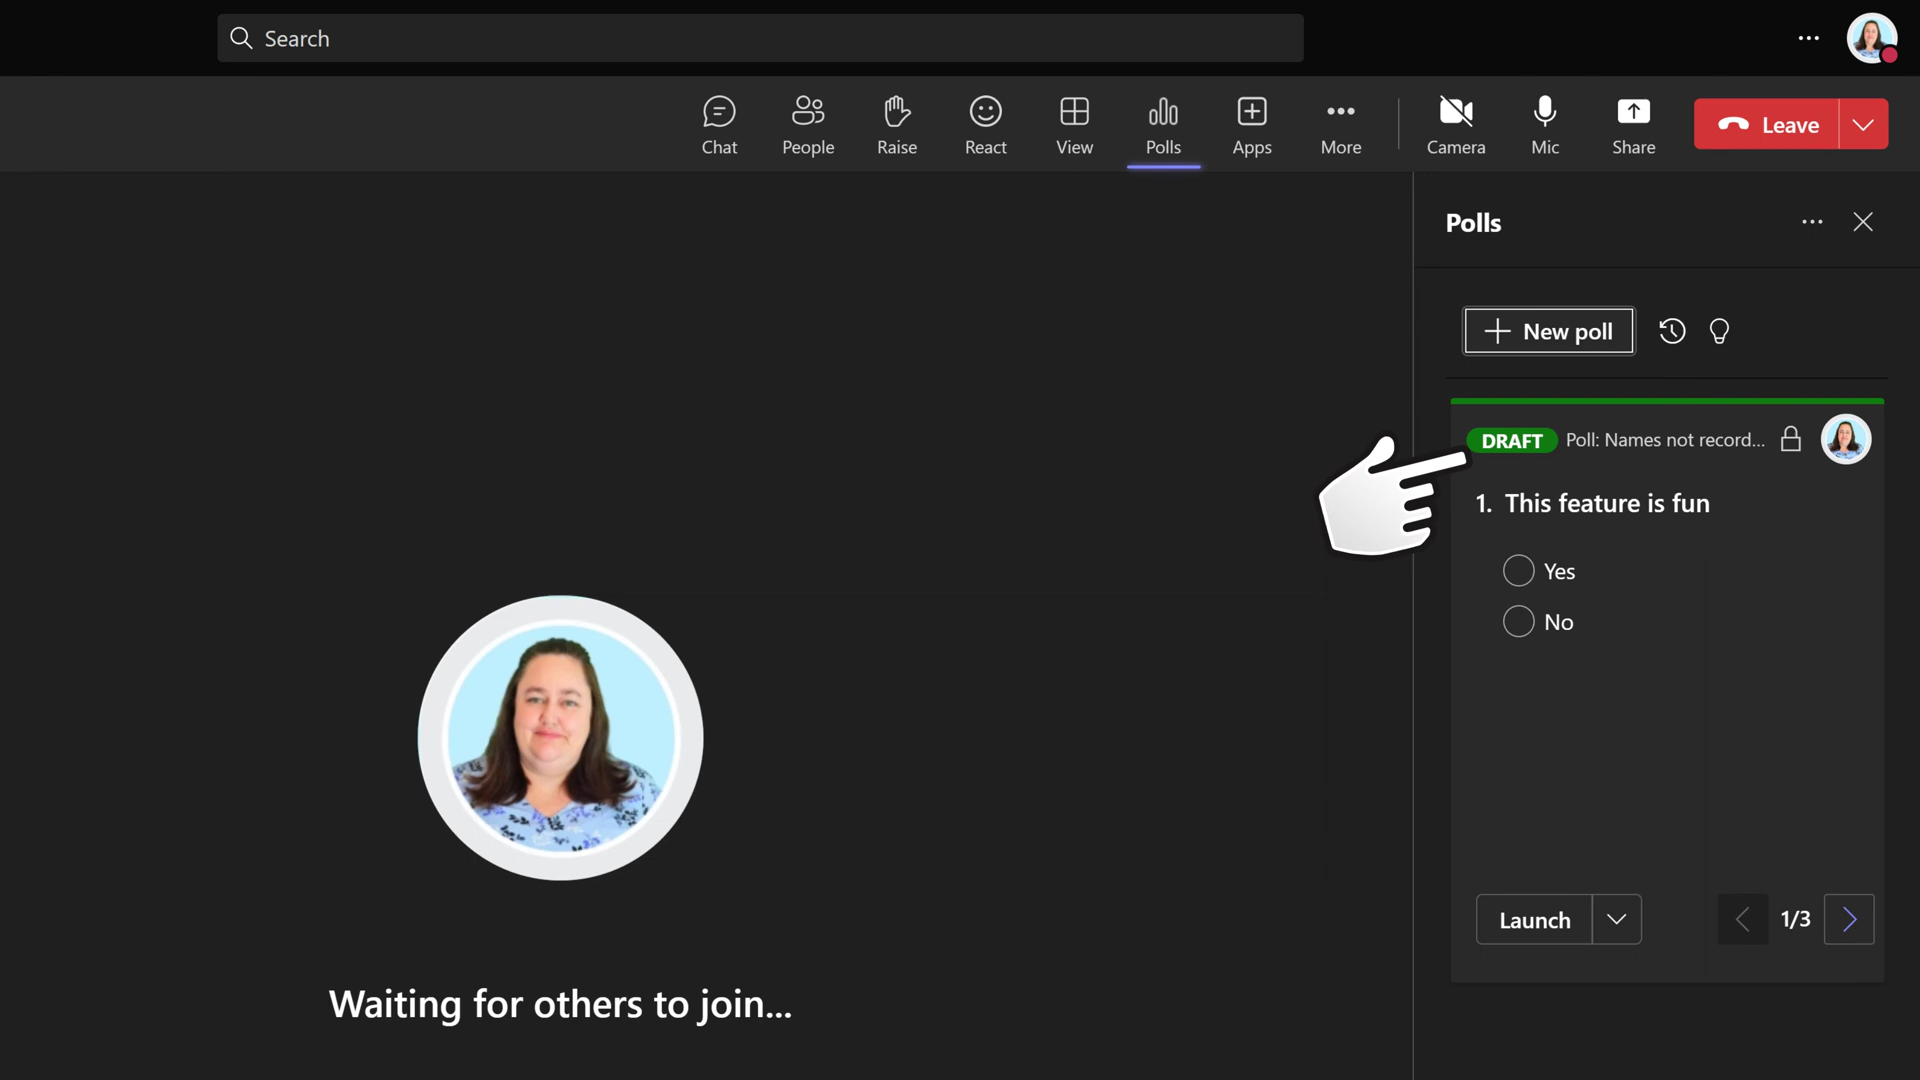 Search
Chat
People
Raise
React
View
Polls
Apps
More
Camera
Mic
Share
Leave
Polls
New poll
DRAFT Poll: Names not record...
1. This feature is fun
Yes
No
Launch
1/3
Waiting for others to join...